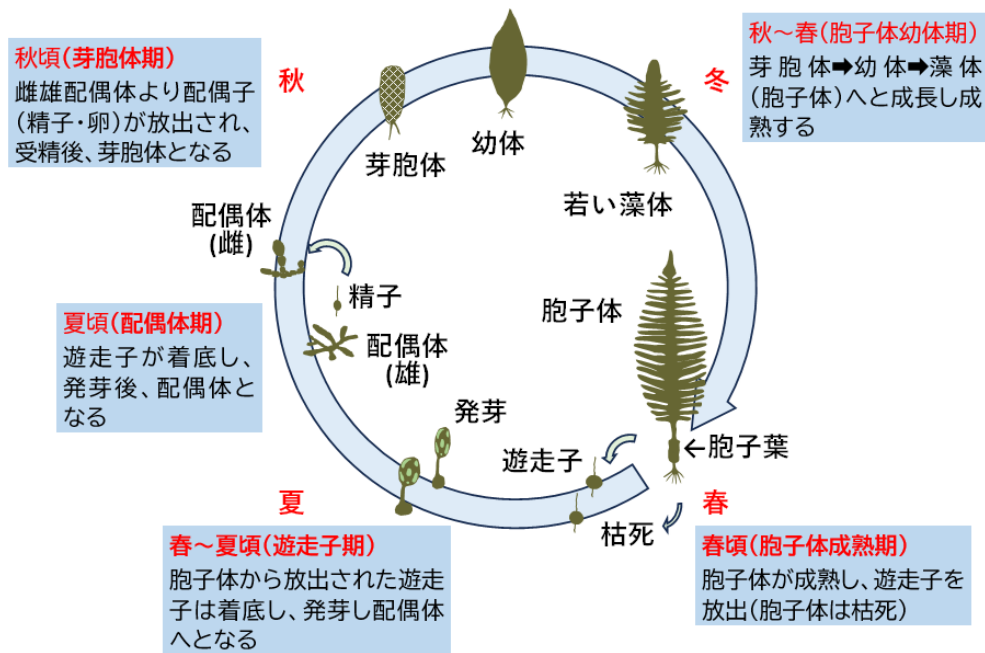 秋頃(芽胞体期)
雌雄配偶体より配偶子
(精子・卵)が放出され、
受精後、芽胞体となる
秋
芽胞体
幼体
冬
秋～春(胞子体幼体期)
芽胞体➡幼体➡藻体
(胞子体)へと成長し成
熟する
若い藻体
配偶体
(雌)
精子
配偶体
(雄)
胞子体
夏頃(配偶体期)
遊走子が着底し、
発芽後、配偶体と
なる
発芽
遊走子
←胞子葉
枯死
夏
春～夏頃(遊走子期)
胞子体から放出された遊走
子は着底し、発芽し配偶体
へとなる
春
春頃(胞子体成熟期)
胞子体が成熟し、遊走子を
放出(胞子体は枯死)